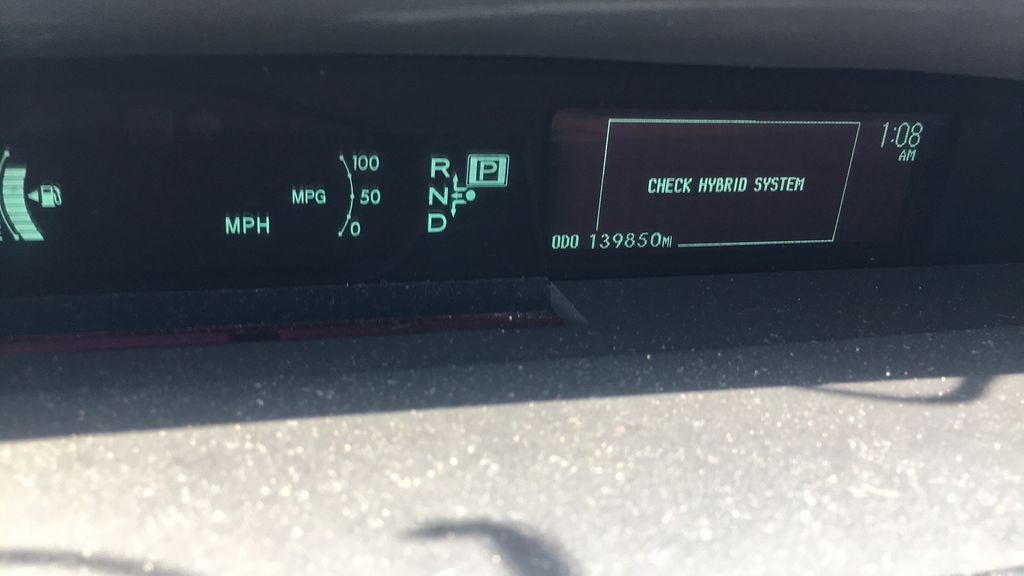 MPH
MPG
100
50
0
R
N
D
P
CHECK HYBRID SYSTEM
1:08
AM
ODO 139850MI